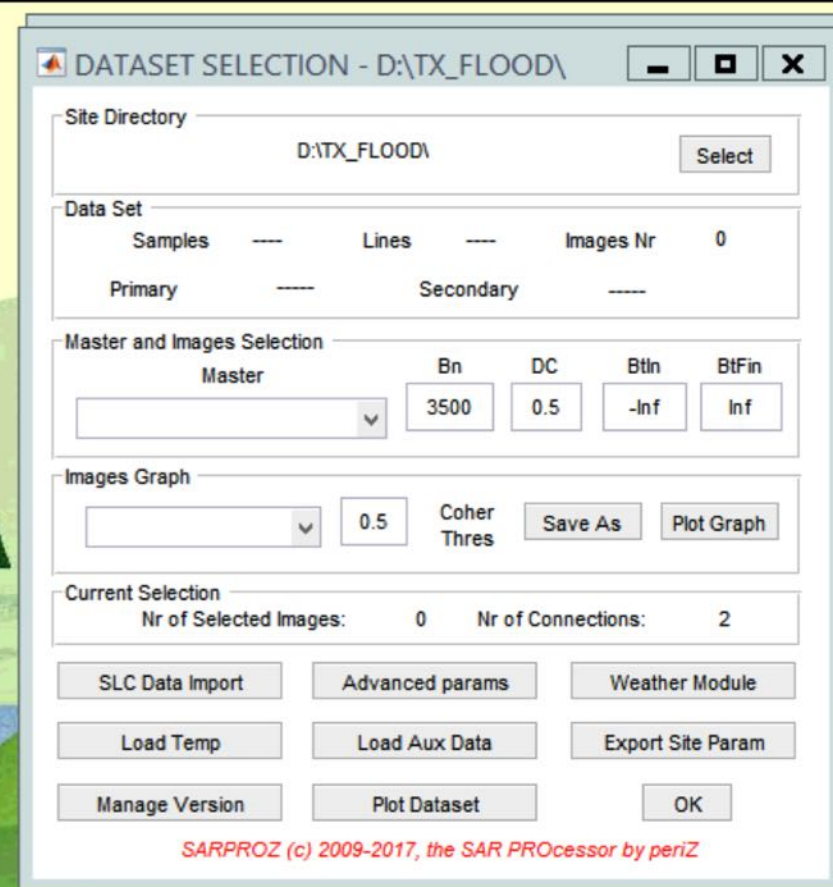 DATASET SELECTION - D:\TX_FLOOD\
Site Directory
D:\TX_FLOOD\ Select
Data Set
Samples ---- Lines ---- Images Nr 0
Primary ----- Secondary -----
Master and Images Selection
Master Bn DC BtIn BtFin
3500 0.5 -Inf Inf
Images Graph
0.5 Coher Thres Save As Plot Graph
Current Selection
Nr of Selected Images: 0 Nr of Connections: 2
SLC Data Import Advanced params Weather Module
Load Temp Load Aux Data Export Site Param
Manage Version Plot Dataset OK
SARPROZ (c) 2009-2017, the SAR PROcessor by periZ